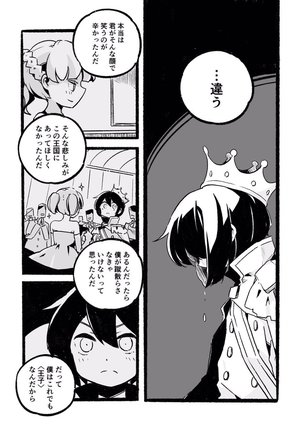 …違う
本当は
君がそんな顔で
笑うのが
辛かったんだ
そんな悲しみが
この王国に
あってほしく
なかったんだ
あるんだったら
僕が蹴散らさ
なきゃ
いけないって
思ったんだ
だって
僕はこれでも
〈王子〉
なんだから